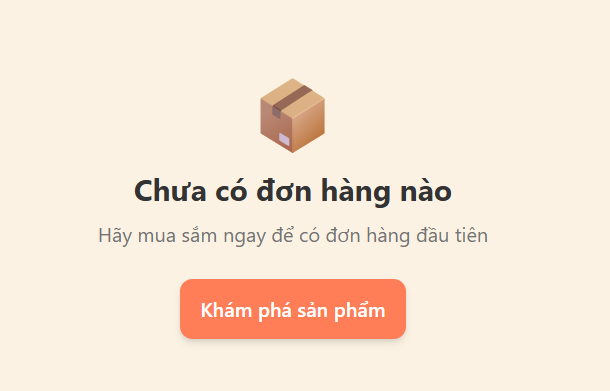 Chưa có đơn hàng nào
Hãy mua sắm ngay để có đơn hàng đầu tiên
Khám phá sản phẩm